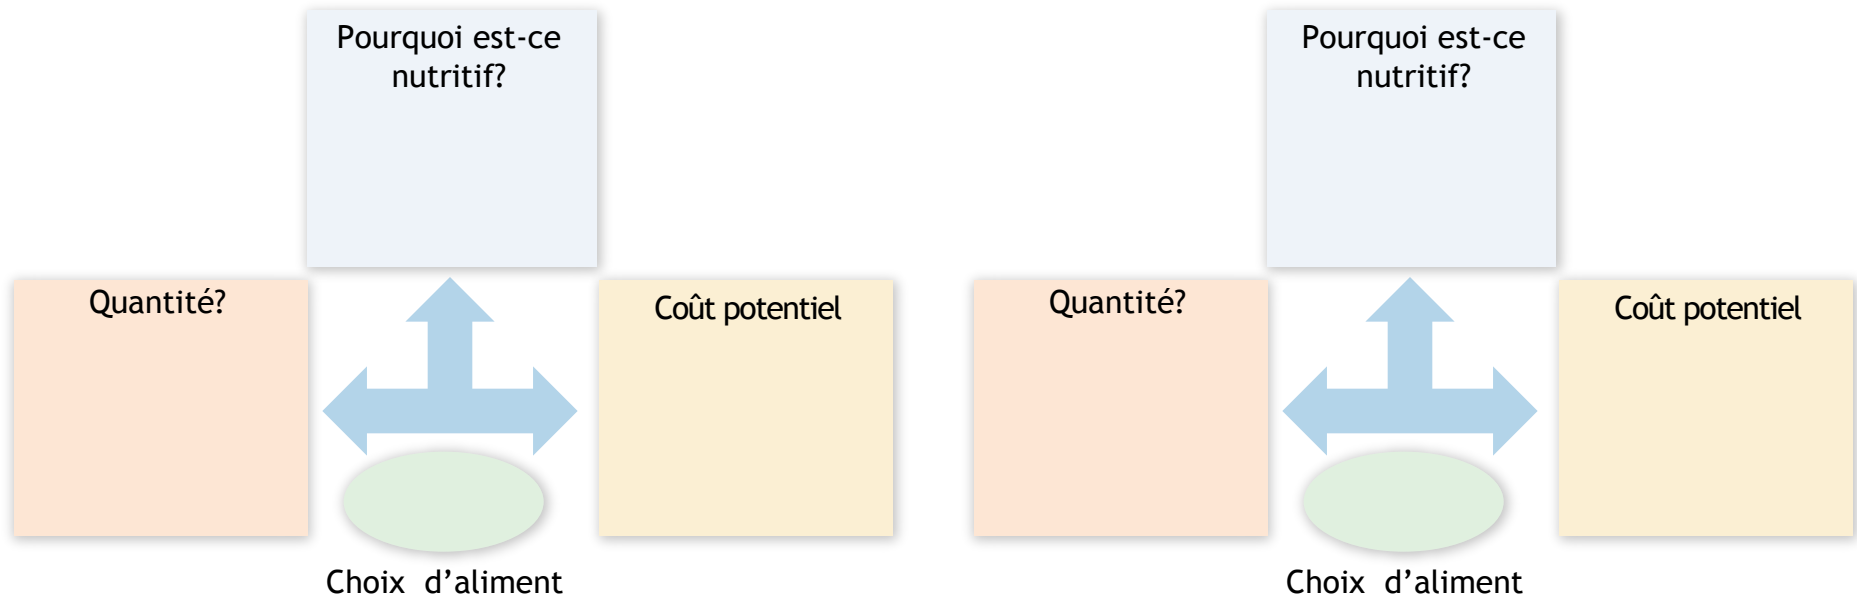 Pourquoi est-ce
nutritif?
Quantité?
Coût potentiel
Choix d’aliment
Pourquoi est-ce
nutritif?
Quantité?
Coût potentiel
Choix d’aliment